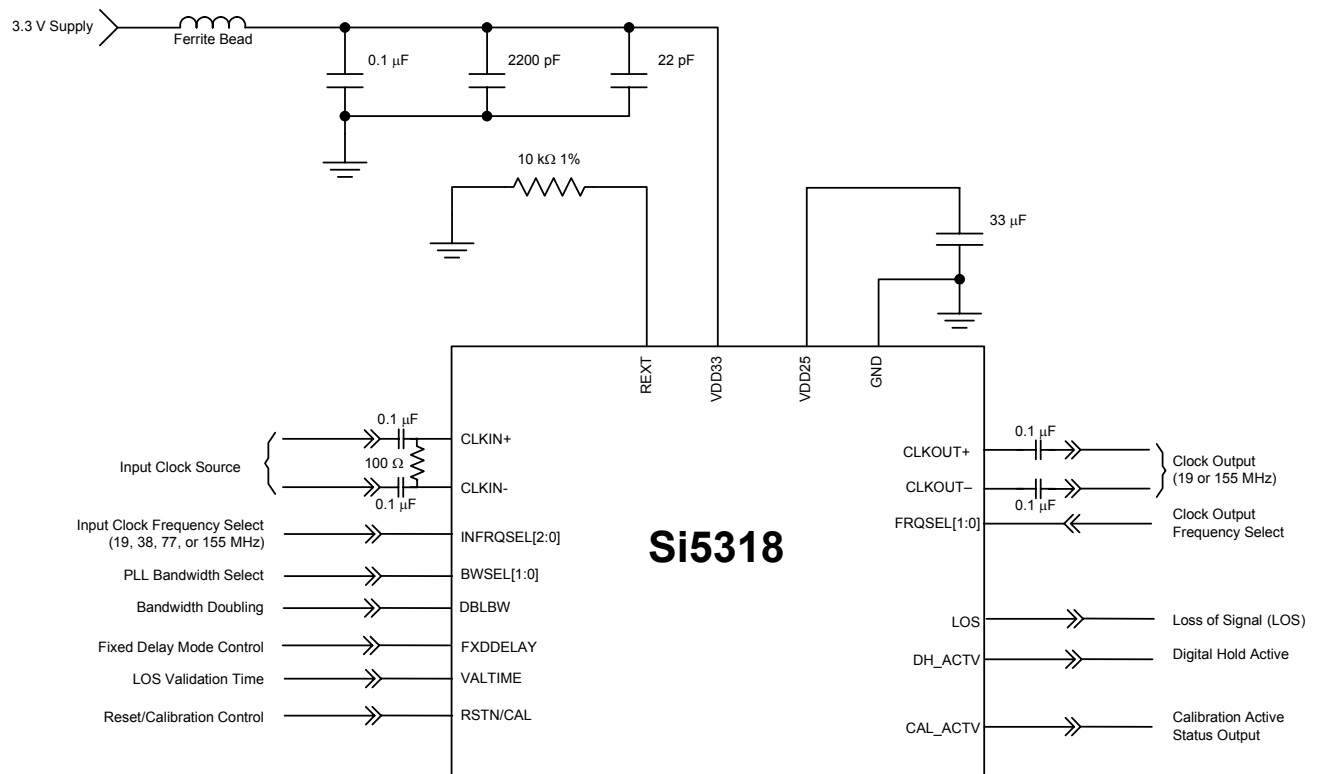 3.3 V Supply
Ferrite Bead
0.1 μF
2200 pF
22 pF
10 kΩ 1%
33 μF
REXT
VDD33
VDD25
GND
0.1 μF
CLKIN+
100 Ω
Input Clock Source
CLKIN-
0.1 μF
Input Clock Frequency Select
(19, 38, 77, or 155 MHz)
INFRQSEL[2:0]
PLL Bandwidth Select
BWSEL[1:0]
Bandwidth Doubling
DBLBW
Fixed Delay Mode Control
FXDDELAY
LOS Validation Time
VALTIME
Reset/Calibration Control
RSTN/CAL
Si5318
0.1 μF
CLKOUT+
CLKOUT–
0.1 μF
Clock Output
(19 or 155 MHz)
FRQSEL[1:0]
Clock Output
Frequency Select
LOS
Loss of Signal (LOS)
DH_ACTV
Digital Hold Active
CAL_ACTV
Calibration Active
Status Output